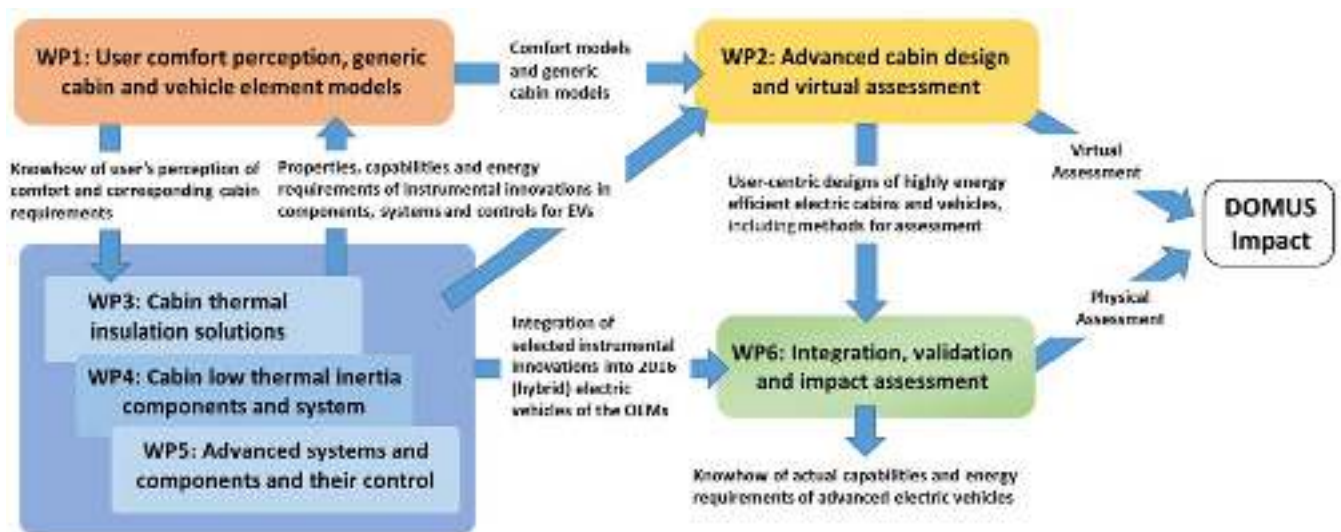 WP1: User comfort perception, generic
cabin and vehicle element models
Comfort models
and generic
cabin models
WP2: Advanced cabin design
and virtual assessment
Knowhow of user's perception of
comfort and corresponding cabin
requirements
Properties, capabilities and energy
requirements of instrumental innovations in
components, systems and controls for EVs
User-centric designs of highly energy
efficient electric cabins and vehicles,
including methods for assessment
Virtual
Assessment
DOMUS
Impact
WP3: Cabin thermal
insulation solutions
WP4: Cabin low thermal inertia
components and system
WP5: Advanced systems and
components and their control
Integration of
selected instrumental
innovations into 2016
(hybrid) electric
vehicles of the OEMs
WP6: Integration, validation
and impact assessment
Physical
Assessment
Knowhow of actual capabilities and energy
requirements of advanced electric vehicles